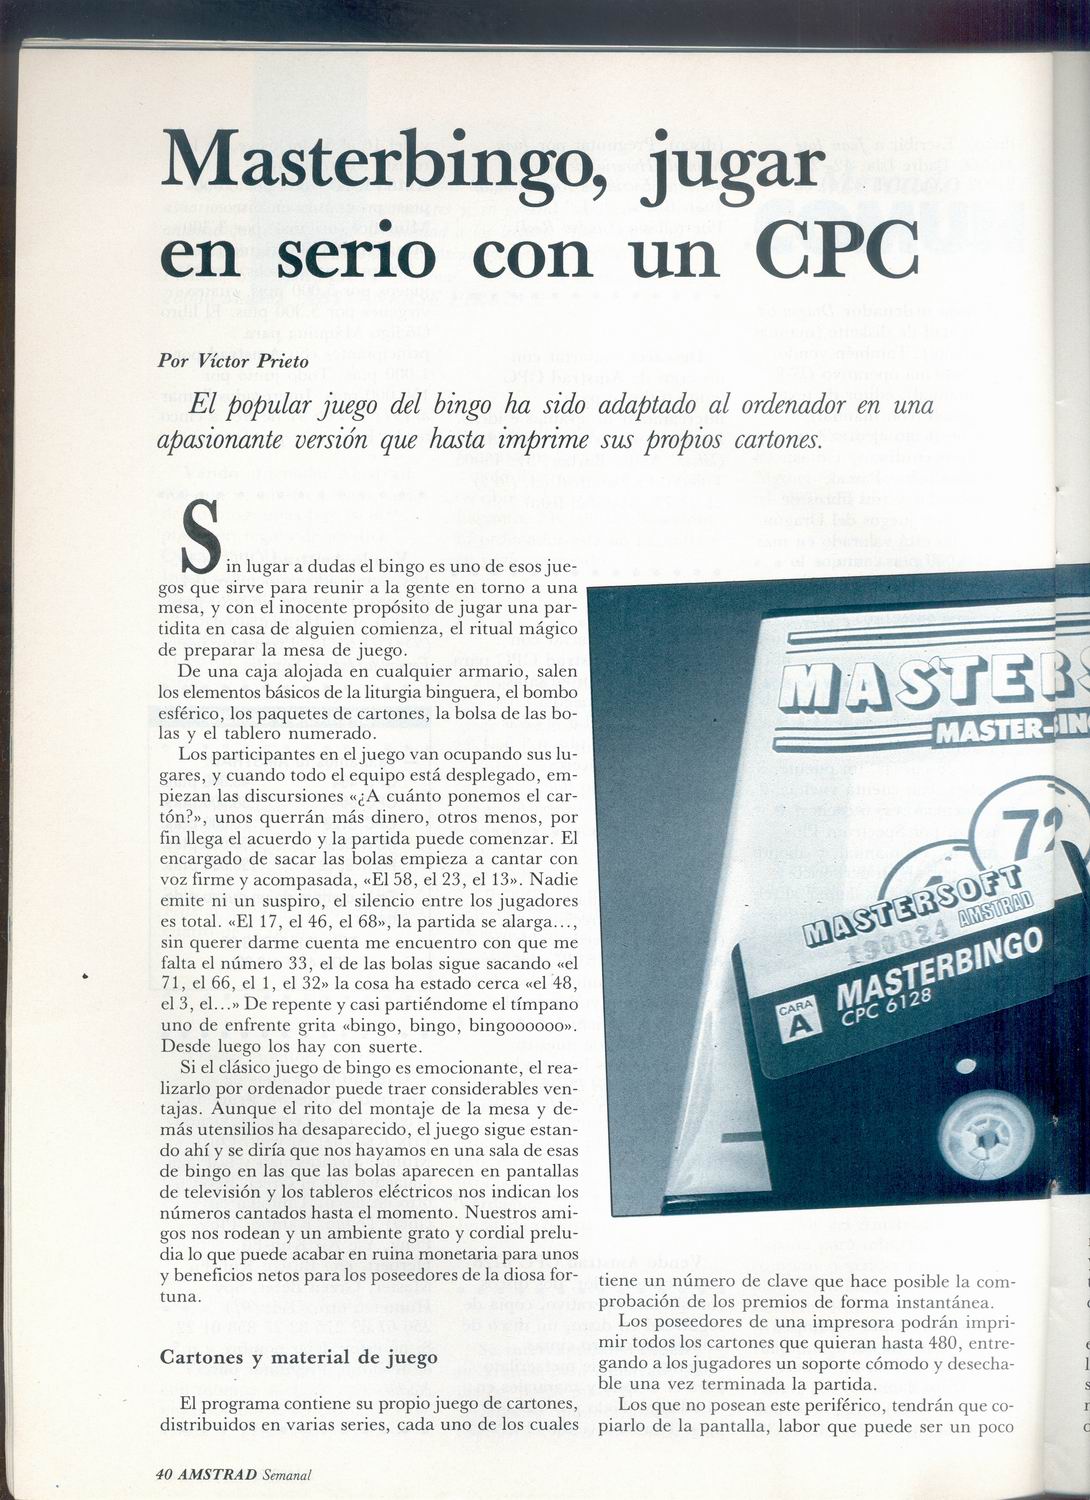 Masterbingo, jugar
en serio con un CPC
Por Víctor Prieto
El popular juego del bingo ha sido adaptado al ordenador en una
apasionante versión que hasta imprime sus propios cartones.
Sin lugar a dudas el bingo es uno de esos jue-
gos que sirve para reunir a la gente en torno a una
mesa, y con el inocente propósito de jugar una par-
tidita en casa de alguien comienza, el ritual mágico
de preparar la mesa de juego.
De una caja alojada en cualquier armario, salen
los elementos básicos de la liturgia binguera, el bombo
esférico, los paquetes de cartones, la bolsa de las bo-
las y el tablero numerado.
Los participantes en el juego van ocupando sus lu-
gares, y cuando todo el equipo está desplegado, em-
piezan las discursiones «¿A cuánto ponemos el car-
tón?», unos querrán más dinero, otros menos, por
fin llega el acuerdo y la partida puede comenzar. El
encargado de sacar las bolas empieza a cantar con
voz firme y acompasada, «El 58, el 23, el 13». Nadie
emite ni un suspiro, el silencio entre los jugadores
es total. «El 17, el 46, el 68», la partida se alarga...,
sin querer darme cuenta me encuentro con que me
falta el número 33, el de las bolas sigue sacando «el
71, el 66, el 1, el 32» la cosa ha estado cerca «el 48,
el 3, el...» De repente y casi partiéndome el tímpano
uno de enfrente grita «bingo, bingo, bingoooooo».
Desde luego los hay con suerte.
Si el clásico juego de bingo es emocionante, el rea-
lizarlo por ordenador puede traer considerables ven-
tajas. Aunque el rito del montaje de la mesa y de-
más utensilios ha desaparecido, el juego sigue estan-
do ahí y se diría que nos hayamos en una sala de esas
de bingo en las que las bolas aparecen en pantallas
de televisión y los tableros eléctricos nos indican los
números cantados hasta el momento. Nuestros ami-
gos nos rodean y un ambiente grato y cordial prelu-
dia lo que puede acabar en ruina monetaria para unos
y beneficios netos para los poseedores de la diosa for-
tuna.
Cartones y material de juego
El programa contiene su propio juego de cartones,
distribuidos en varias series, cada uno de los cuales
MASTERS
MASTER-BIN
72
MASTERSOFT
AMSTRAD
190024
MASTERBINGO
CARA
A
CPC 6128
tiene un número de clave que hace posible la com-
probación de los premios de forma instantánea.
Los poseedores de una impresora podrán impri-
mir todos los cartones que quieran hasta 480, entre-
gando a los jugadores un soporte cómodo y desecha-
ble una vez terminada la partida.
Los que no posean este periférico, tendrán que co-
piarlo de la pantalla, labor que puede ser un poco
40 AMSTRAD Semanal